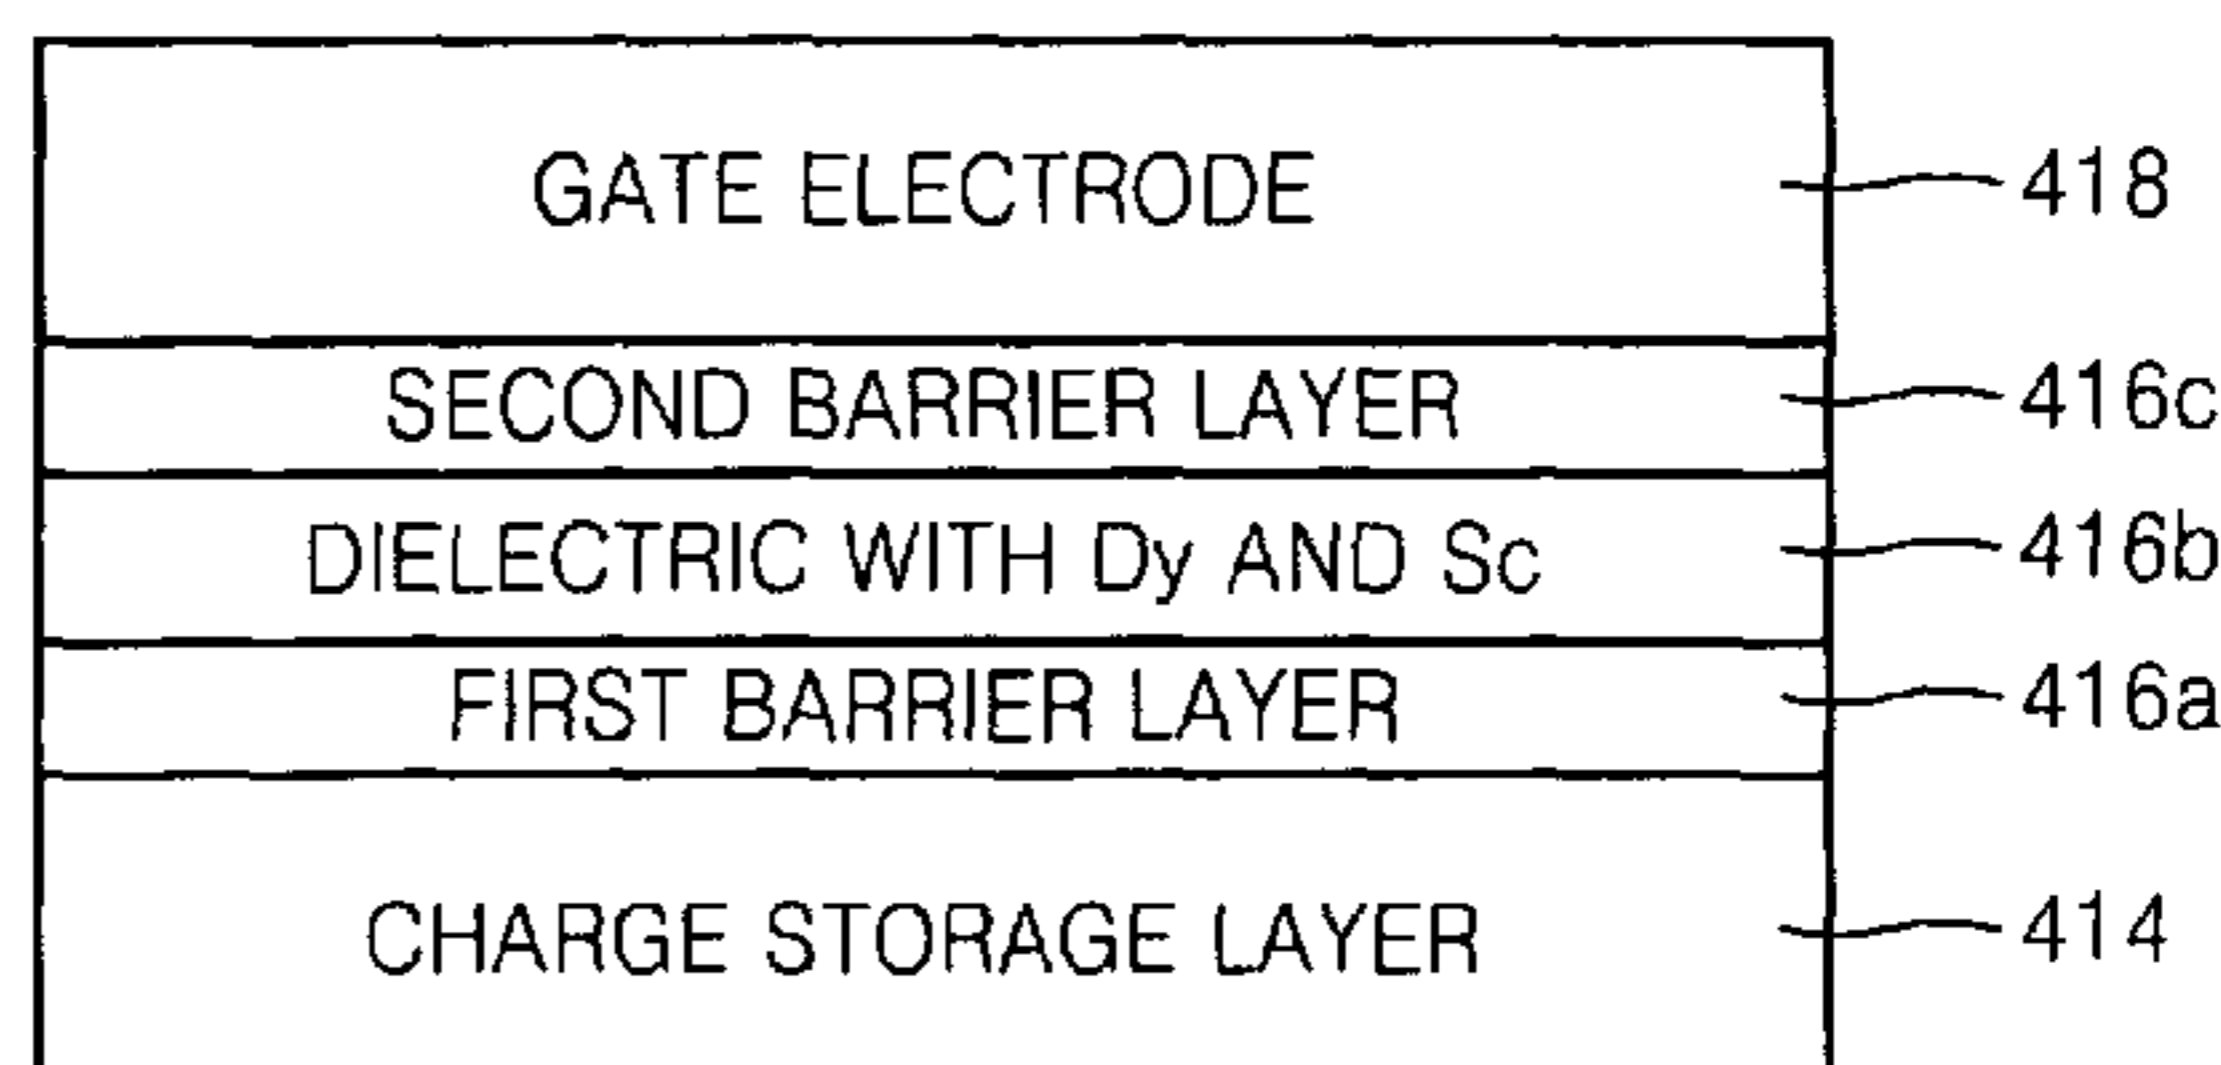 GATE ELECTRODE 418
SECOND BARRIER LAYER 416c
DIELECTRIC WITH Dy AND Sc 416b
FIRST BARRIER LAYER 416a
CHARGE STORAGE LAYER 414